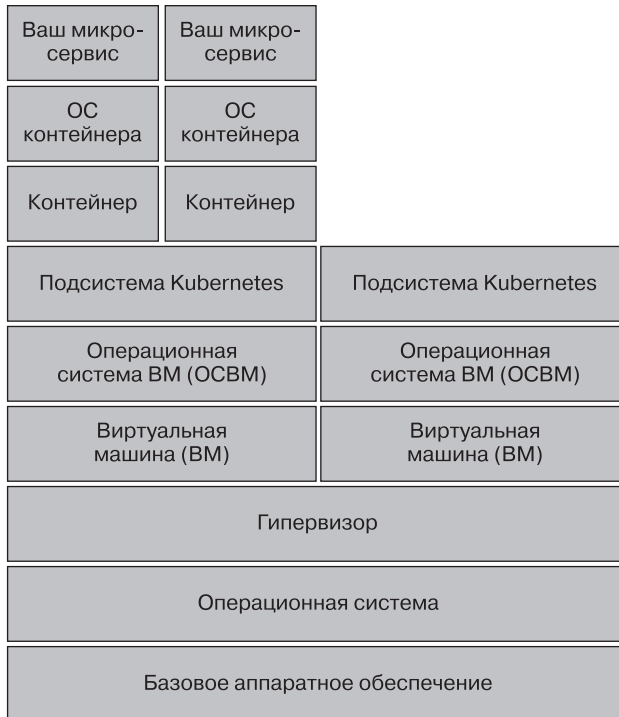 Ваш микро-
сервис
Ваш микро-
сервис
ОС
контейнера
ОС
контейнера
Контейнер
Контейнер
Подсистема Kubernetes
Подсистема Kubernetes
Операционная
система ВМ (ОСВМ)
Операционная
система ВМ (ОСВМ)
Виртуальная
машина (ВМ)
Виртуальная
машина (ВМ)
Гипервизор
Операционная система
Базовое аппаратное обеспечение